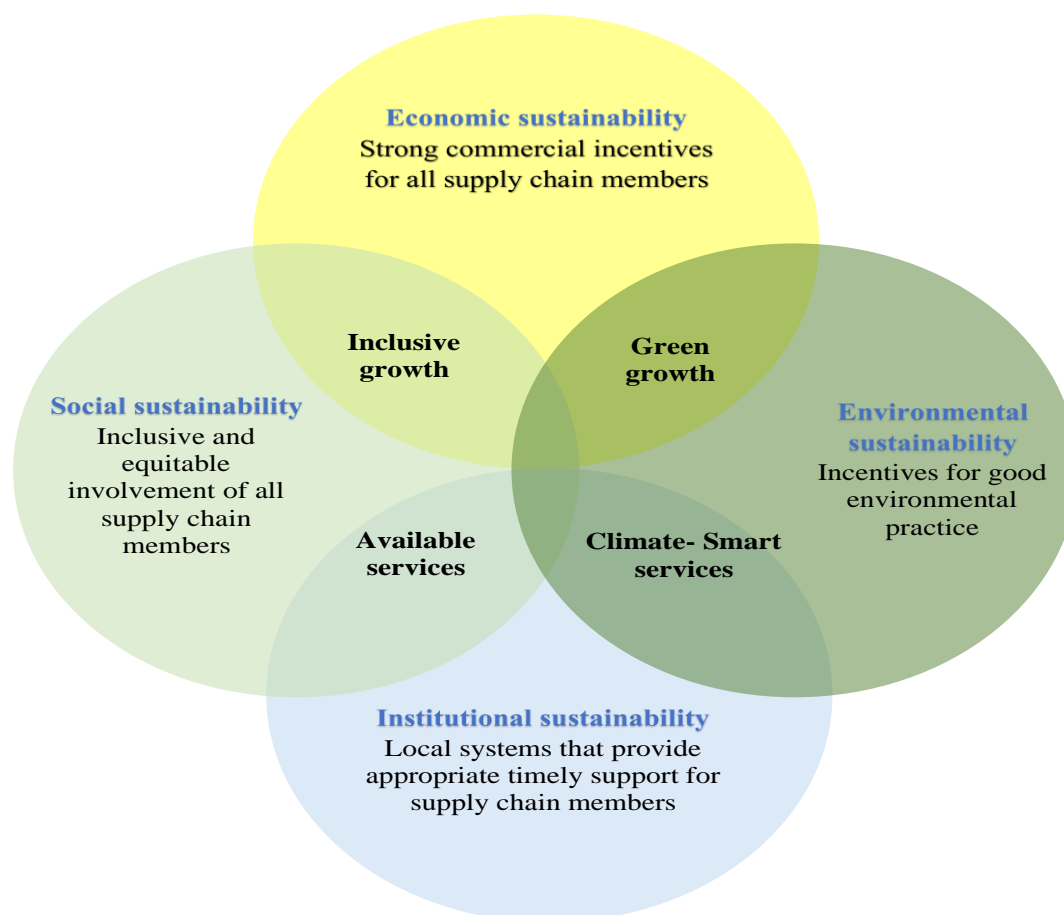 Economic sustainability
Strong commercial incentives
for all supply chain members
Inclusive
growth
Green
growth
Social sustainability
Inclusive and
equitable
involvement of all
supply chain
members
Environmental
sustainability
Incentives for good
environmental
practice
Available
services
Climate- Smart
services
Institutional sustainability
Local systems that provide
appropriate timely support for
supply chain members